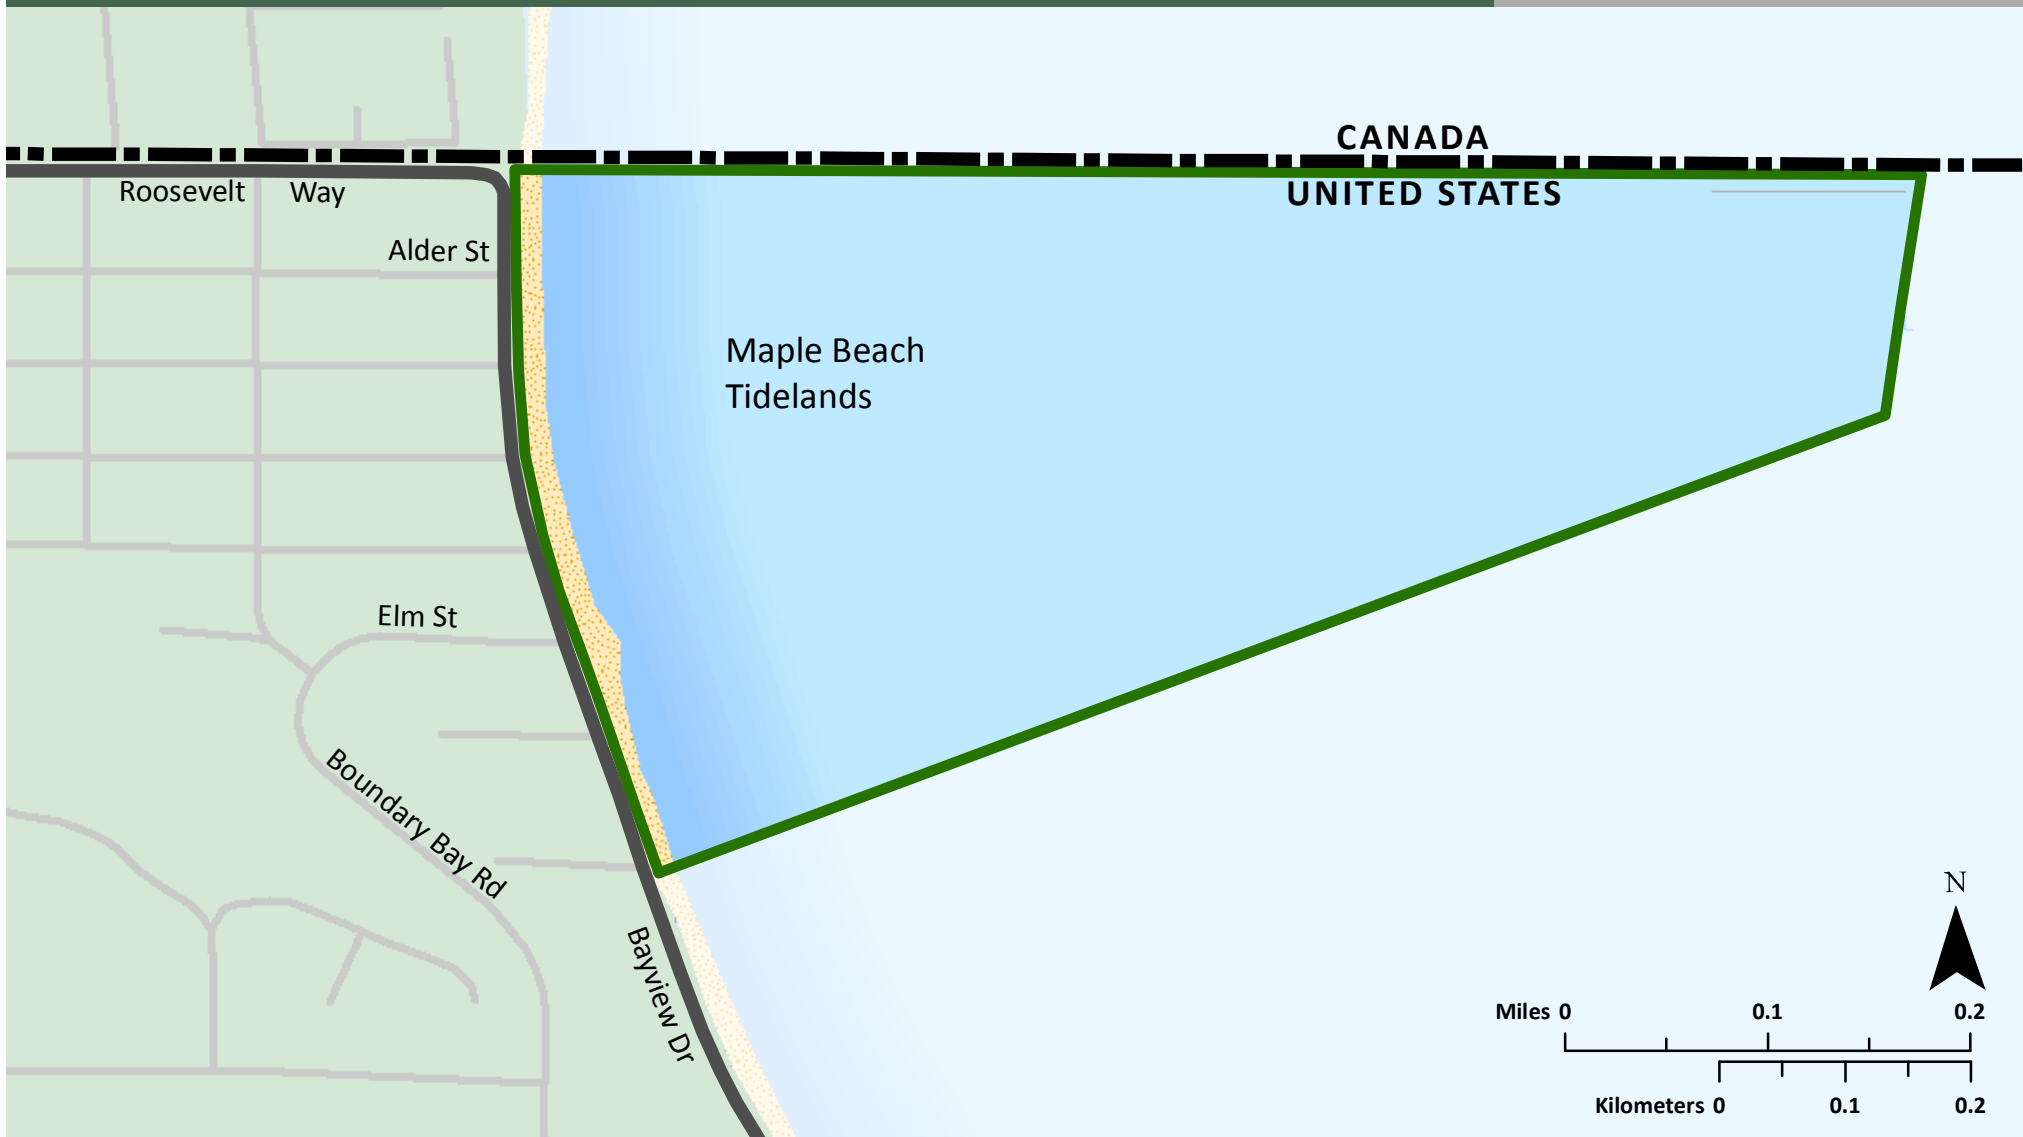 CANADA
UNITED STATES
Roosevelt Way
Alder St
Maple Beach
Tidelands
Elm St
Boundary Bay Rd
Bayview Dr
N
Miles 0 0.1 0.2
Kilometers 0 0.1 0.2